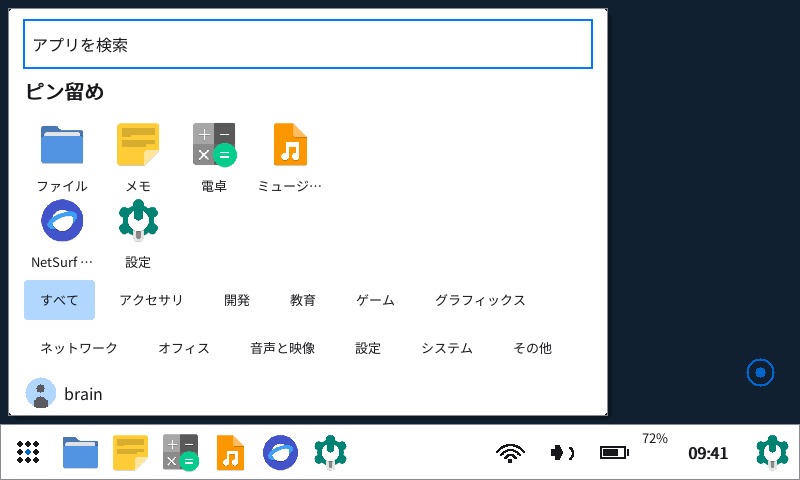 アプリを検索
ピン留め
ファイル メモ 電卓 ミュージ…
NetSurf … 設定
すべて アクセサリ 開発 教育 ゲーム グラフィックス
ネットワーク オフィス 音声と映像 設定 システム その他
brain
72% 09:41